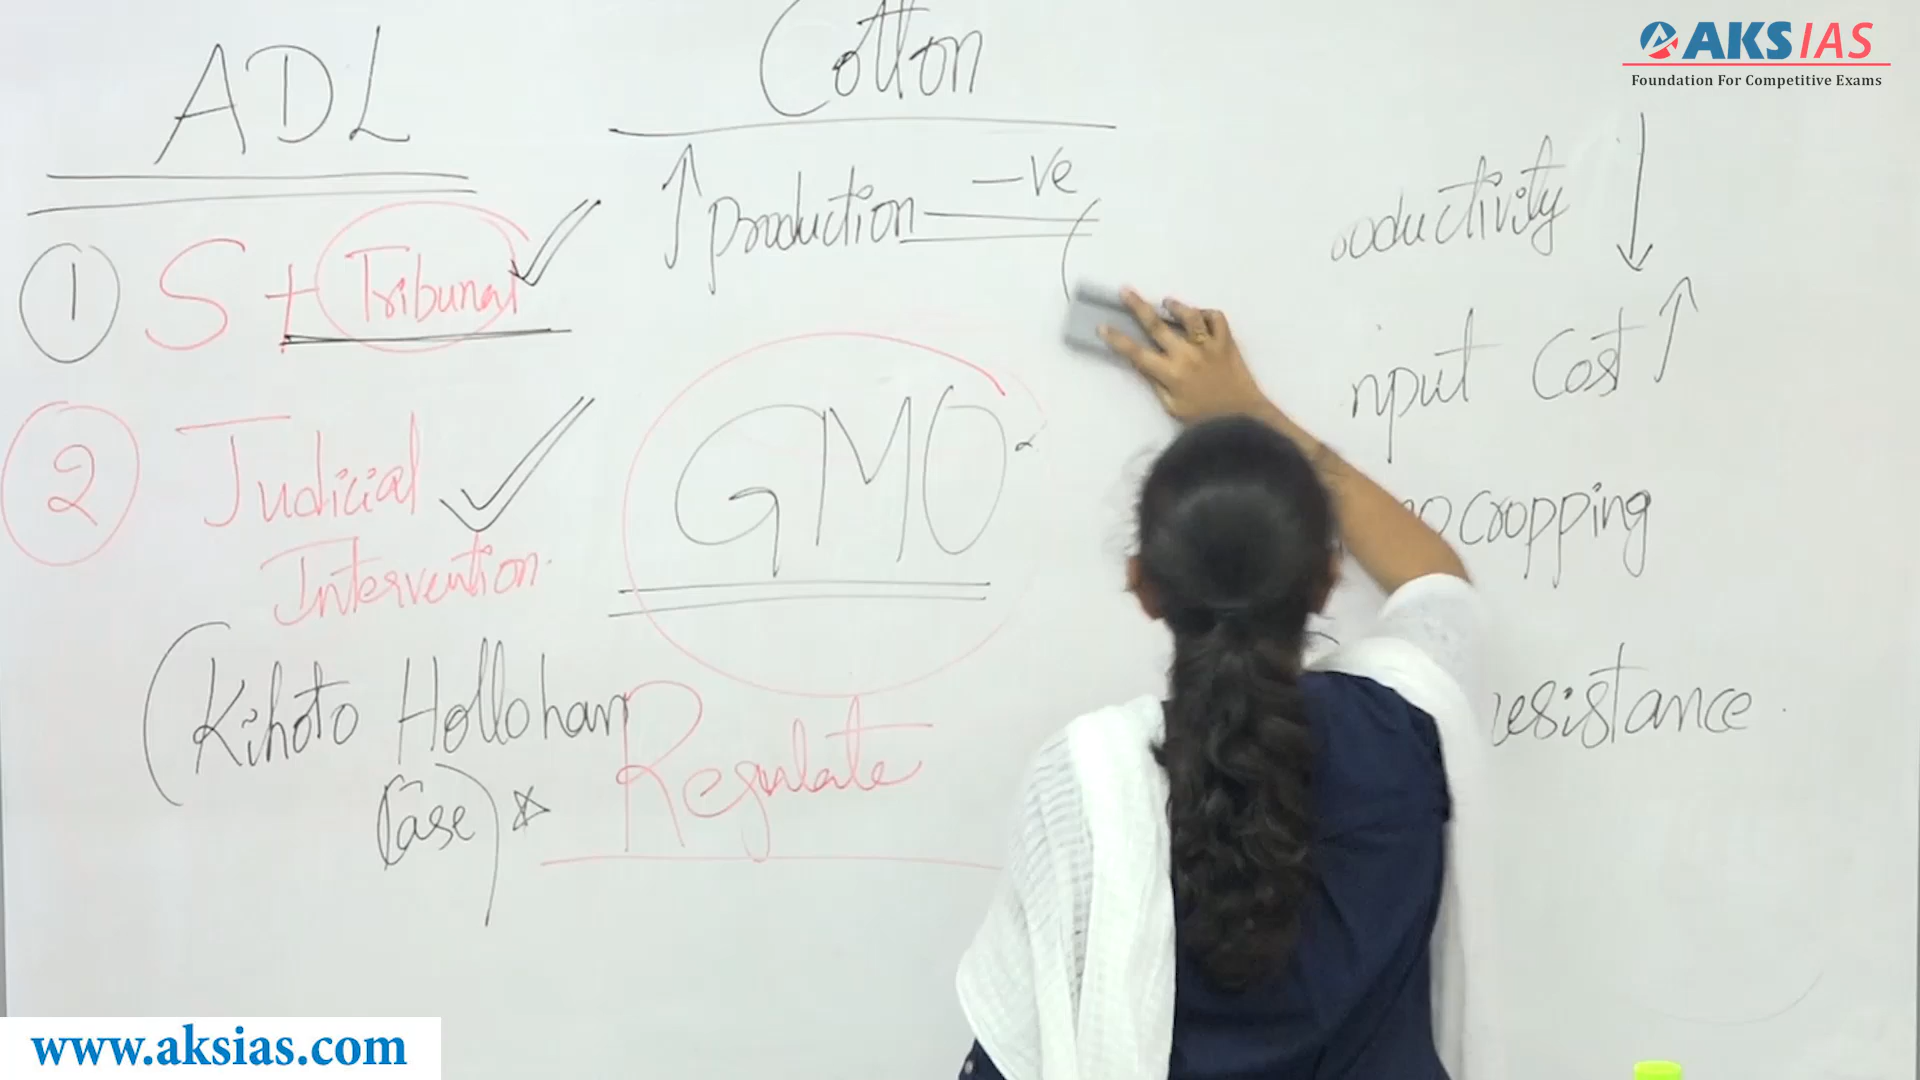 AKS IAS
Foundation For Competitive Exams
ADL
1 S + Tribunal
2 Judicial
Intervention
(Kihoto Hollohan
Case)
Cotton
↑ production -ve
GMO
Regulate
oductivity ↓
nput Cost ↑
cropping
resistance
www.aksias.com